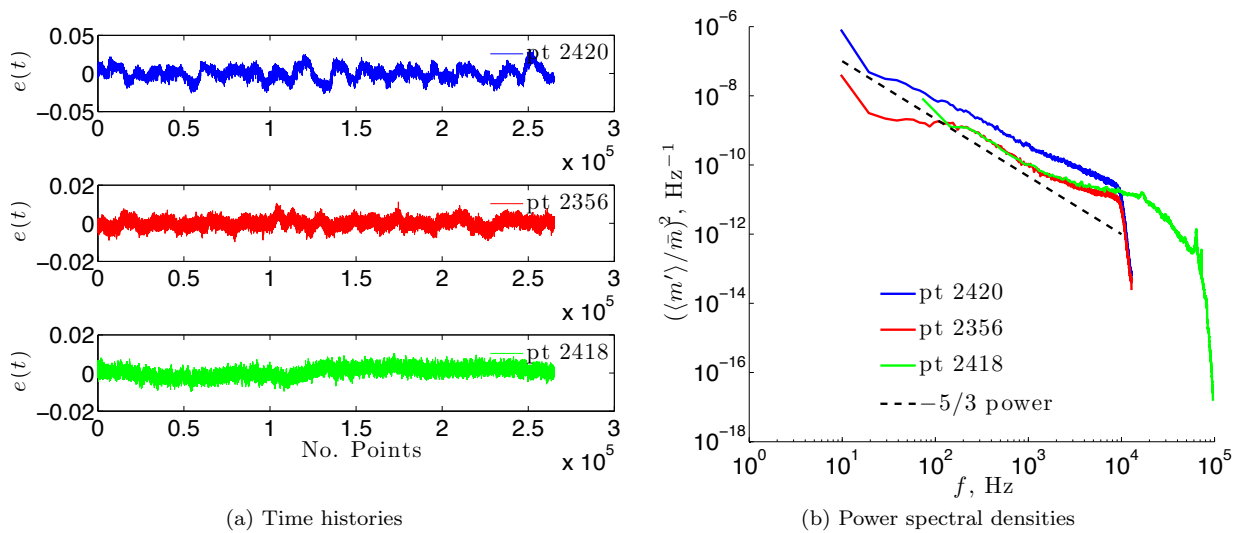 0.05
0
−0.05
e(t)
pt 2420
0 0.5 1 1.5 2 2.5 3
x 10^5
0.02
0
−0.02
e(t)
pt 2356
0 0.5 1 1.5 2 2.5 3
x 10^5
0.02
0
−0.02
e(t)
pt 2418
0 0.5 1 1.5 2 2.5 3
No. Points
x 10^5
(a) Time histories
10^−6
10^−8
10^−10
10^−12
10^−14
10^−16
10^−18
(⟨m′⟩/m̄)^2, Hz^−1
pt 2420
pt 2356
pt 2418
−5/3 power
10^0 10^1 10^2 10^3 10^4 10^5
f, Hz
(b) Power spectral densities